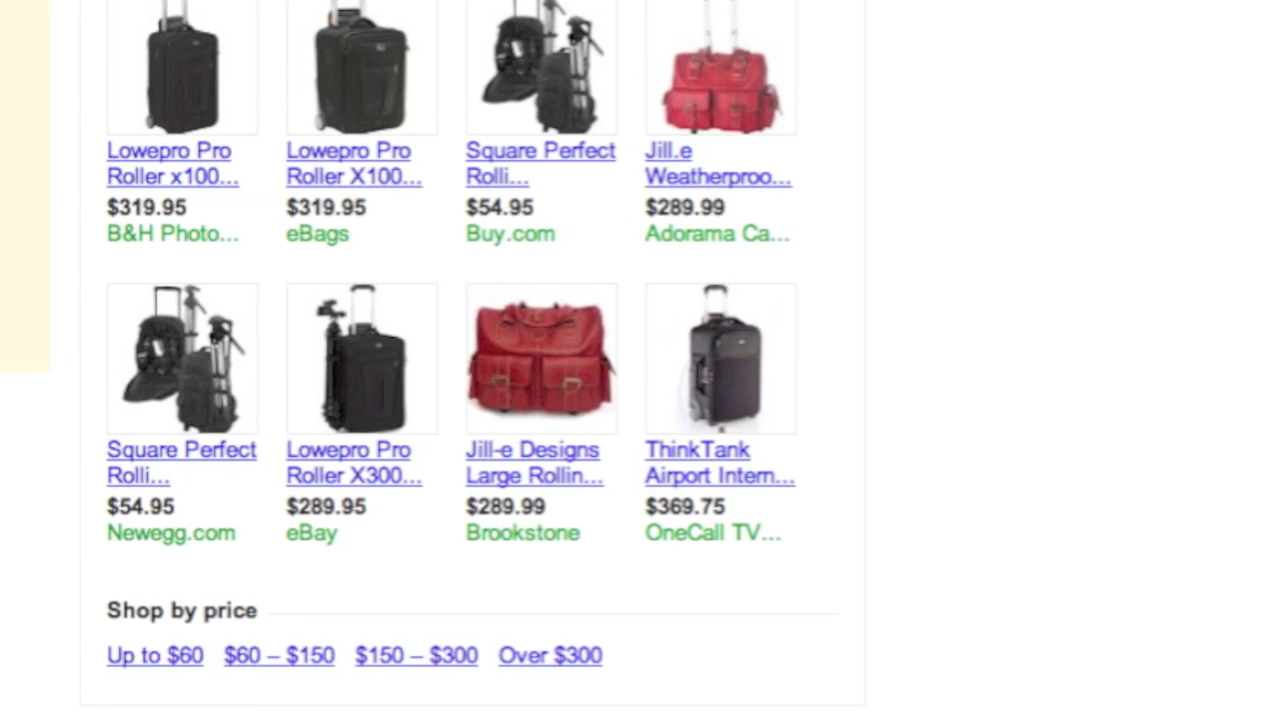 Lowepro Pro Roller x100...
$319.95
B&H Photo...
Lowepro Pro Roller X100...
$319.95
eBags
Square Perfect Rolli...
$54.95
Buy.com
Jill.e Weatherproo...
$289.99
Adorama Ca...
Square Perfect Rolli...
$54.95
Newegg.com
Lowepro Pro Roller X300...
$289.95
eBay
Jill-e Designs Large Rollin...
$289.99
Brookstone
ThinkTank Airport Intern...
$369.75
OneCall TV...
Shop by price
Up to $60 $60 – $150 $150 – $300 Over $300